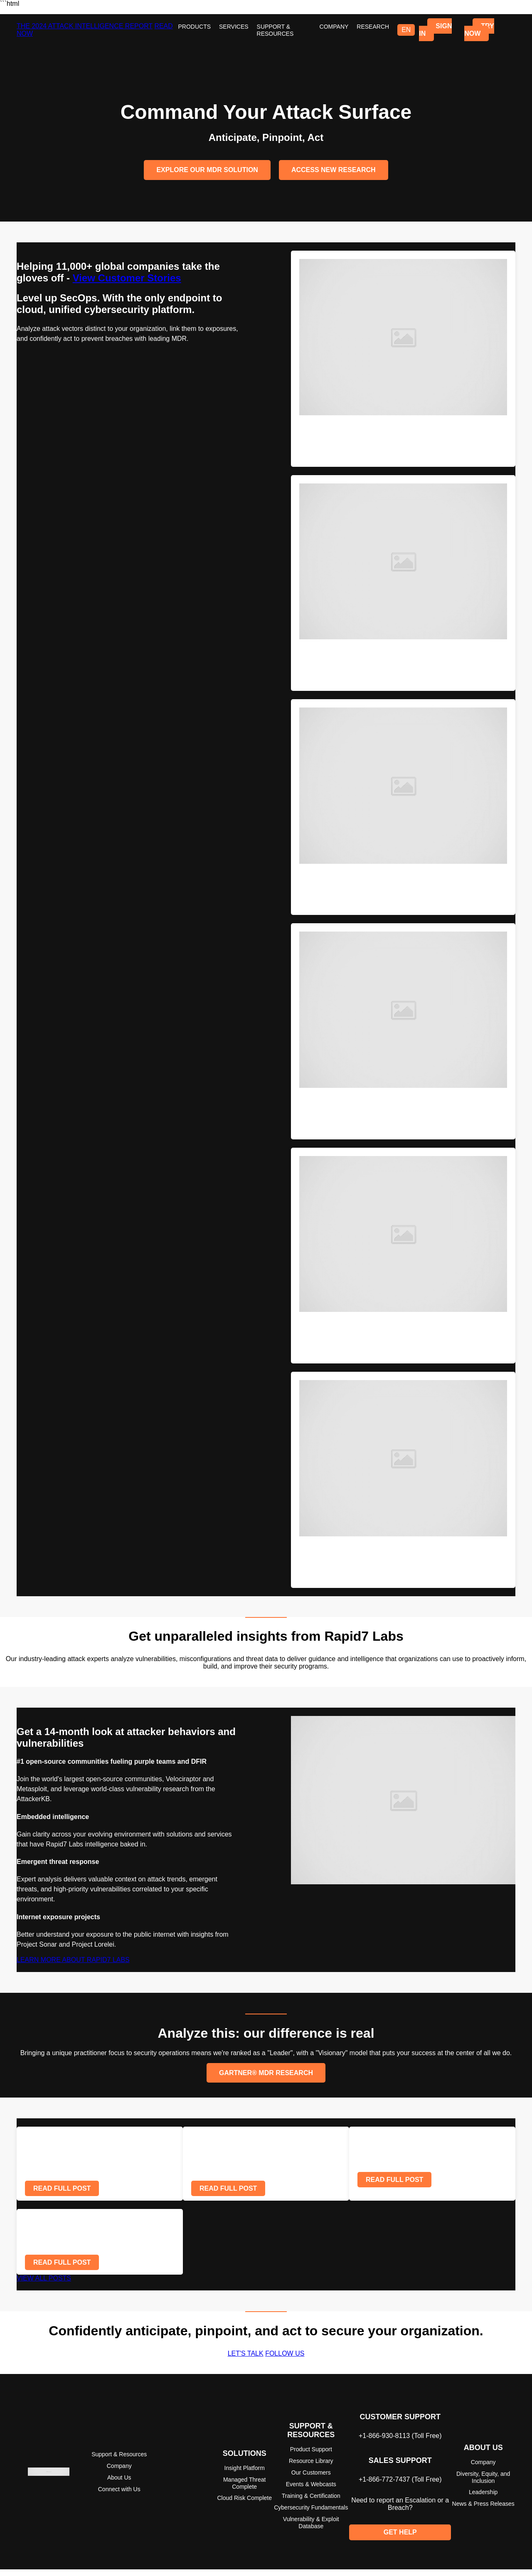 ```html
PRODUCTS
SERVICES
SUPPORT &
RESOURCES
COMPANY
RESEARCH
EN
SIGN
IN
TRY
NOW
Command Your Attack Surface
Anticipate, Pinpoint, Act
EXPLORE OUR MDR SOLUTION
ACCESS NEW RESEARCH
Helping 11,000+ global companies take the
gloves off - View Customer Stories
Level up SecOps. With the only endpoint to
cloud, unified cybersecurity platform.
Analyze attack vectors distinct to your organization, link them to exposures,
and confidently act to prevent breaches with leading MDR.
Get unparalleled insights from Rapid7 Labs
Our industry-leading attack experts analyze vulnerabilities, misconfigurations and threat data to deliver guidance and intelligence that organizations can use to proactively inform,
build, and improve their security programs.
Get a 14-month look at attacker behaviors and
vulnerabilities
#1 open-source communities fueling purple teams and DFIR
Join the world's largest open-source communities, Velociraptor and
Metasploit, and leverage world-class vulnerability research from the
AttackerKB.
Embedded intelligence
Gain clarity across your evolving environment with solutions and services
that have Rapid7 Labs intelligence baked in.
Emergent threat response
Expert analysis delivers valuable context on attack trends, emergent
threats, and high-priority vulnerabilities correlated to your specific
environment.
Internet exposure projects
Better understand your exposure to the public internet with insights from
Project Sonar and Project Lorelei.
Analyze this: our difference is real
Bringing a unique practitioner focus to security operations means we're ranked as a "Leader", with a "Visionary" model that puts your success at the center of all we do.
GARTNER® MDR RESEARCH
READ FULL POST
READ FULL POST
READ FULL POST
READ FULL POST
Confidently anticipate, pinpoint, and act to secure your organization.
LET'S TALK FOLLOW US
Support & Resources
Company
About Us
Connect with Us
SOLUTIONS
Insight Platform
Managed Threat
Complete
Cloud Risk Complete
SUPPORT &
RESOURCES
Product Support
Resource Library
Our Customers
Events & Webcasts
Training & Certification
Cybersecurity Fundamentals
Vulnerability & Exploit
Database
CUSTOMER SUPPORT
+1-866-930-8113 (Toll Free)
SALES SUPPORT
+1-866-772-7437 (Toll Free)
Need to report an Escalation or a
Breach?
GET HELP
ABOUT US
Company
Diversity, Equity, and
Inclusion
Leadership
News & Press Releases